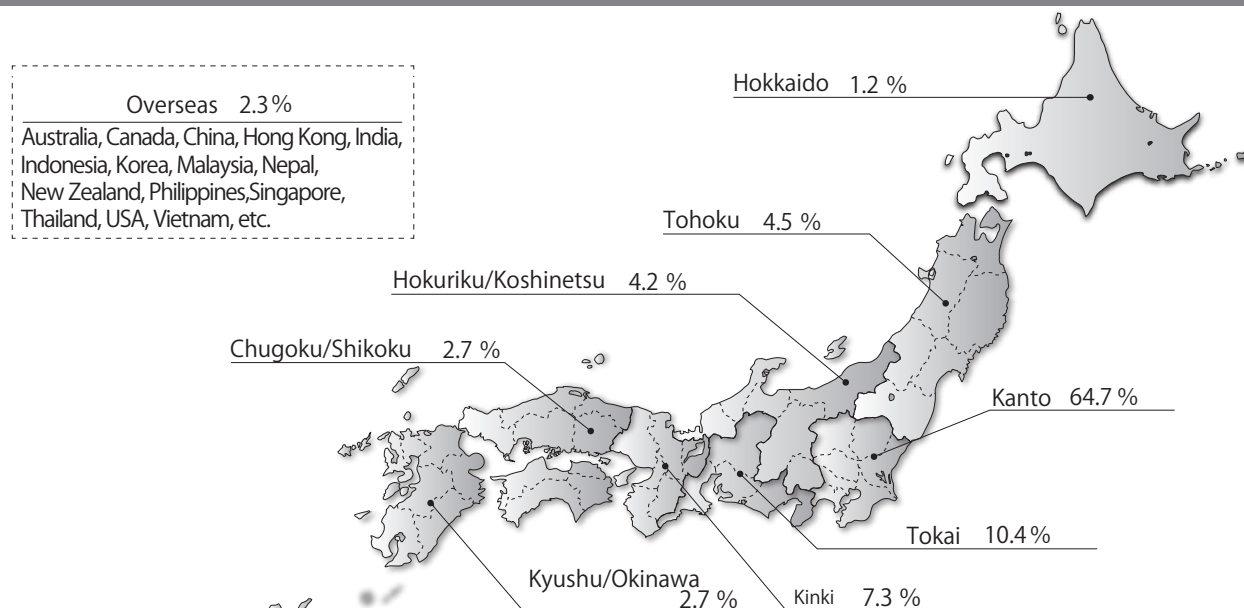 Overseas 2.3%
Australia, Canada, China, Hong Kong, India,
Indonesia, Korea, Malaysia, Nepal,
New Zealand, Philippines,Singapore,
Thailand, USA, Vietnam, etc.
Hokkaido 1.2 %
Tohoku 4.5 %
Hokuriku/Koshinetsu 4.2 %
Chugoku/Shikoku 2.7 %
Kanto 64.7 %
Tokai 10.4 %
Kyushu/Okinawa
2.7 %
Kinki 7.3 %